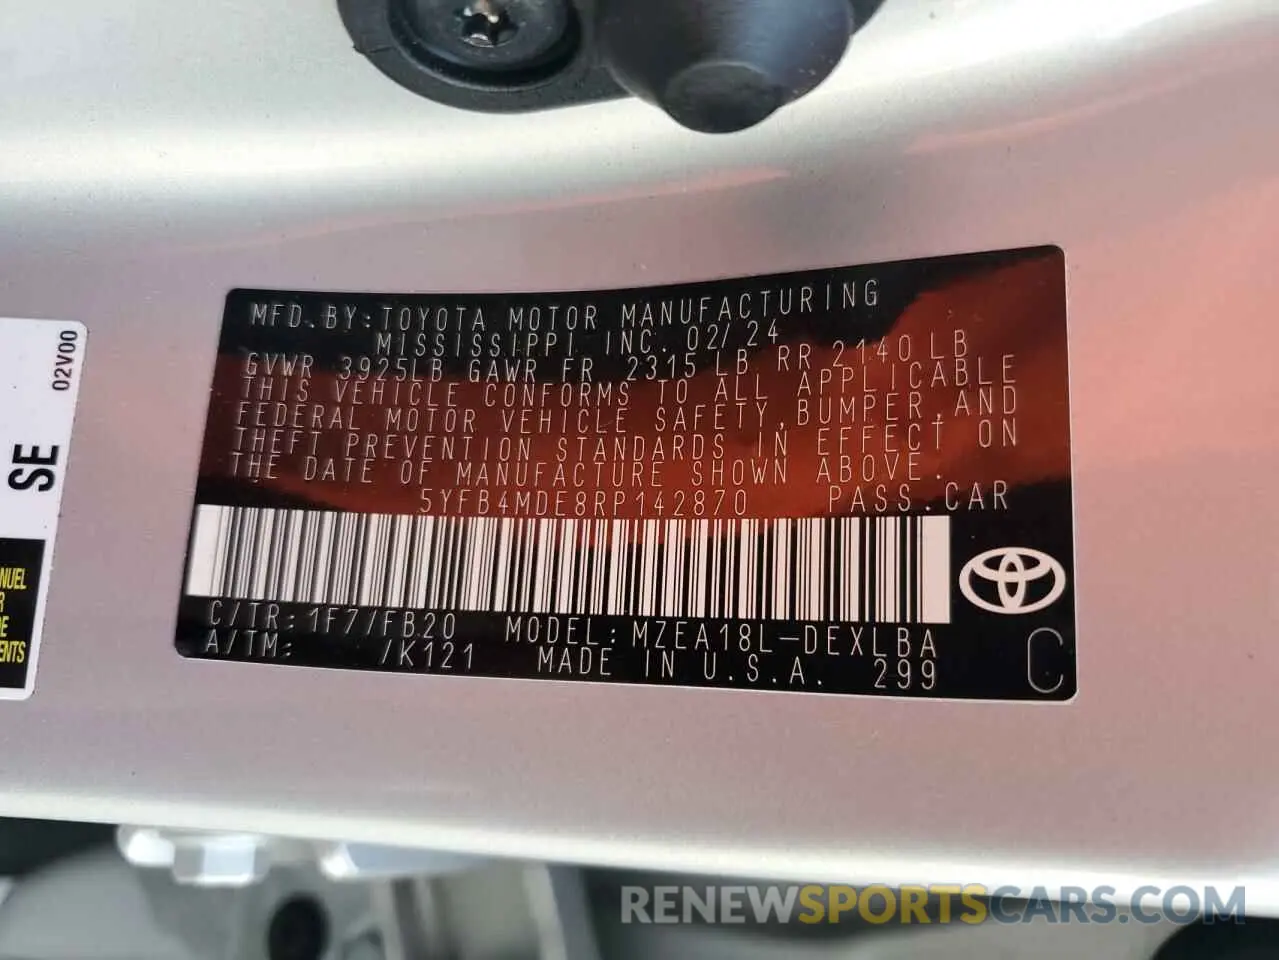 MFD.BY:TOYOTA MOTOR MANUFACTURING
MISSISSIPPI INC. 02/24
GVWR 3925LB GAWR FR 2315 LB RR 2140 LB
THIS VEHICLE CONFORMS TO ALL APPLICABLE
FEDERAL MOTOR VEHICLE SAFETY, BUMPER, AND
THEFT PREVENTION STANDARDS IN EFFECT ON
THE DATE OF MANUFACTURE SHOWN ABOVE.
5YFB4MDE8RP142870 PASS.CAR
C/TR: 1F7/FB20 MODEL: MZEA18L-DEXLBA
A/TM: /K121 MADE IN U.S.A. 299
C
02V00
SE
NUEL
R
DE
ENTS
RENEWSPORTSCARS.COM